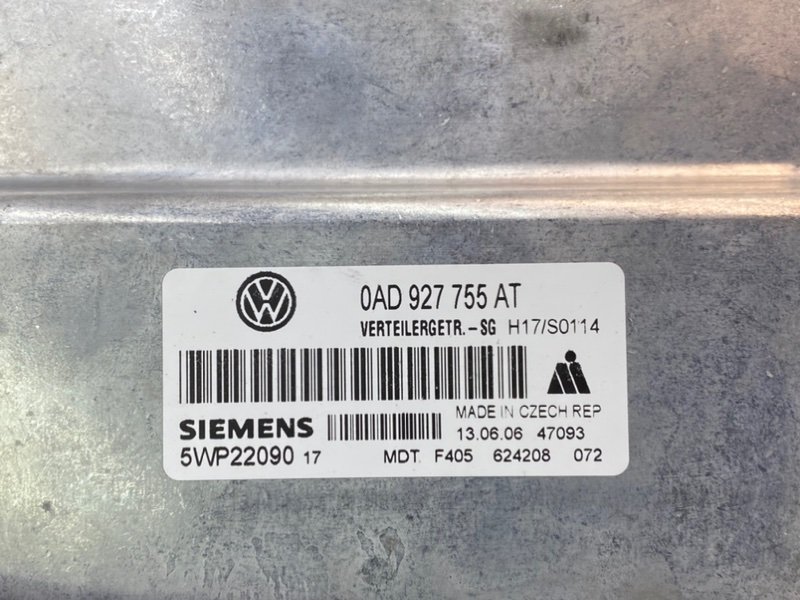 0AD 927 755 AT
VERTEILERGETR.-SG H17/S0114
SIEMENS
MADE IN CZECH REP
13.06.06 47093
5WP22090 17
MDT F405 624208 072